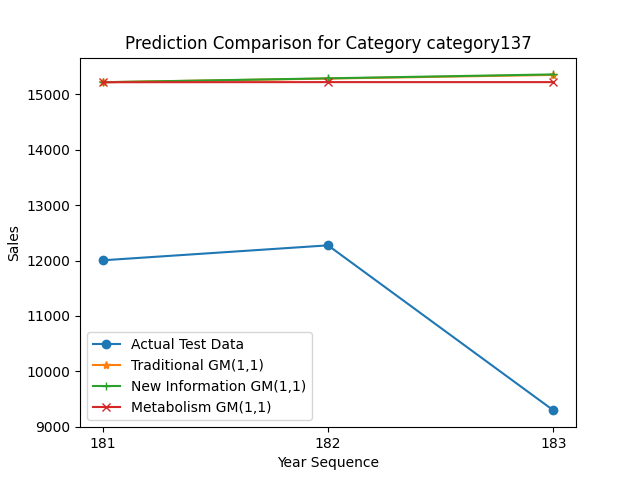 Prediction Comparison for Category category137
Sales
15000
14000
13000
12000
11000
10000
9000
Actual Test Data
Traditional GM(1,1)
New Information GM(1,1)
Metabolism GM(1,1)
181
182
183
Year Sequence